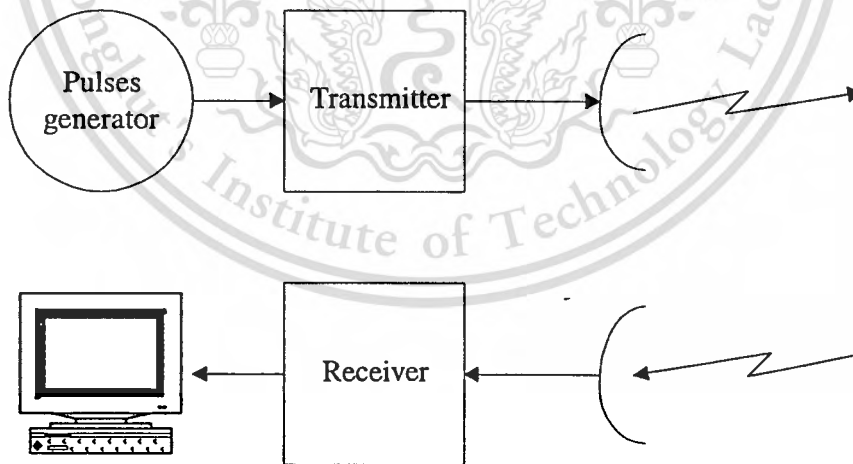 Pulses
generator
Transmitter
Receiver
Institute of Technology